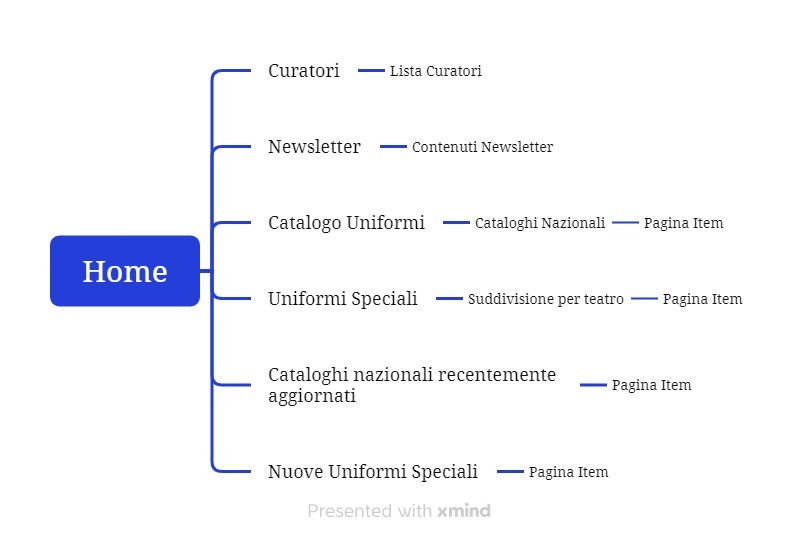 Curatori
Lista Curatori
Newsletter
Contenuti Newsletter
Catalogo Uniformi
Cataloghi Nazionali
Pagina Item
Home
Uniformi Speciali
Suddivisione per teatro
Pagina Item
Cataloghi nazionali recentemente
aggiornati
Pagina Item
Nuove Uniformi Speciali
Pagina Item
Presented with xmind